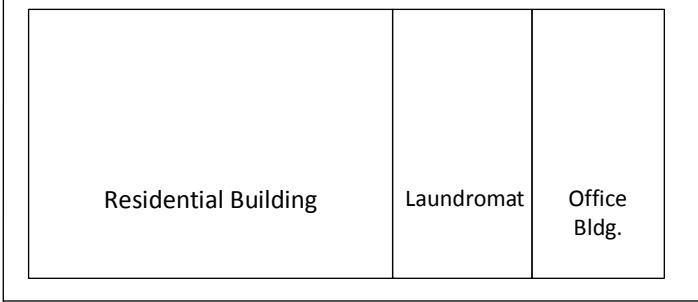 Residential Building
Laundromat
Office
Bldg.